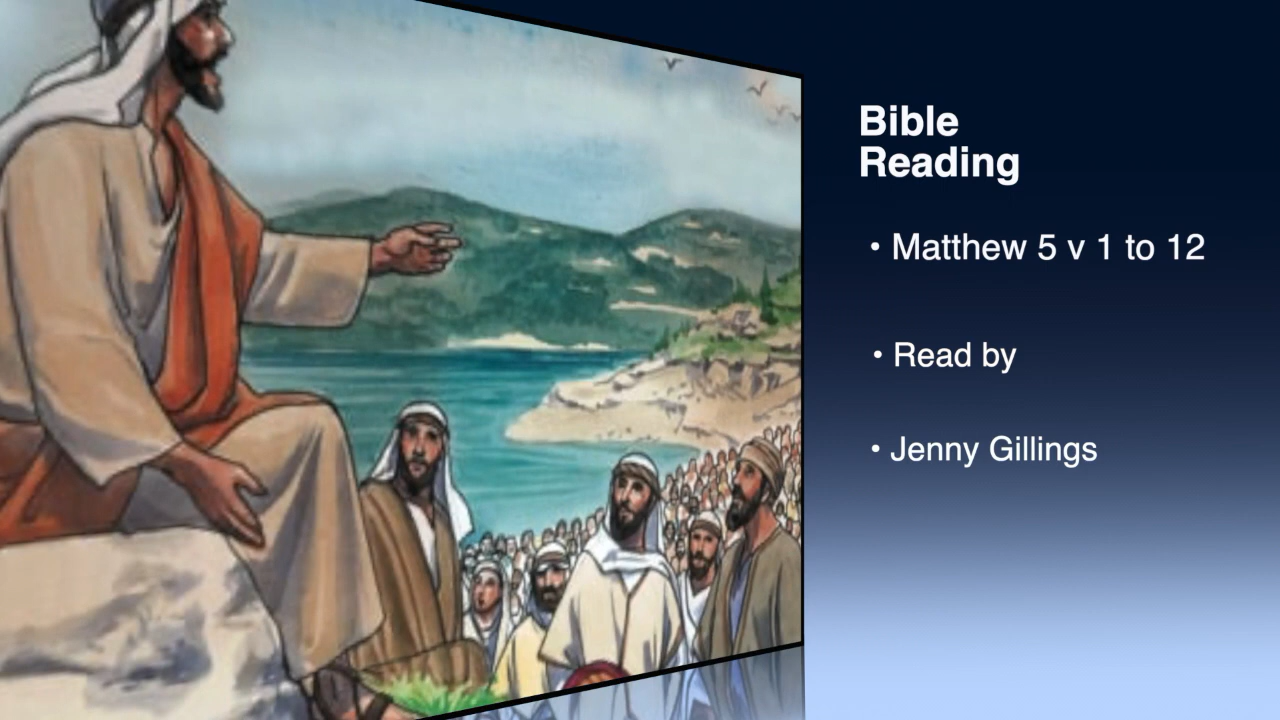 Bible
Reading
• Matthew 5 v 1 to 12
• Read by
• Jenny Gillings